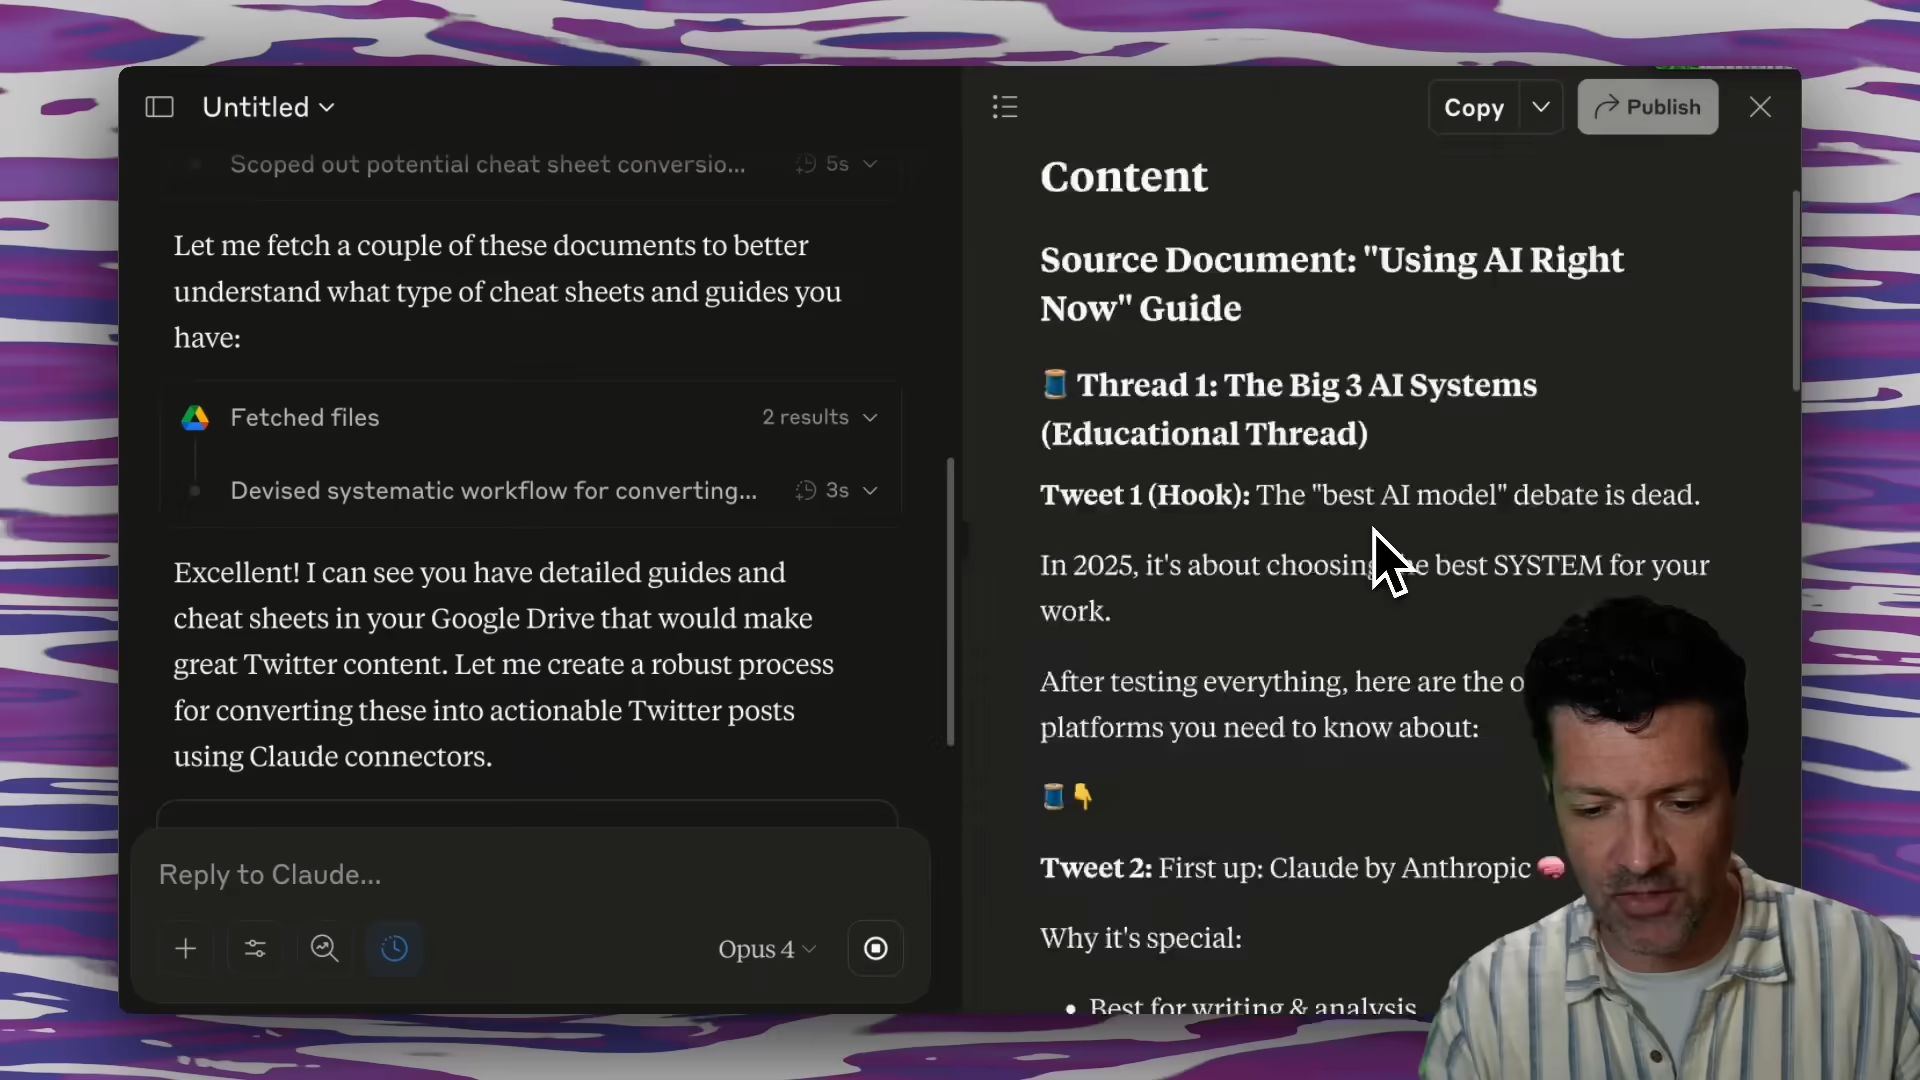 Untitled
Scoped out potential cheat sheet conversio...
5s
Let me fetch a couple of these documents to better
understand what type of cheat sheets and guides you
have:
Fetched files
2 results
Devised systematic workflow for converting...
3s
Excellent! I can see you have detailed guides and
cheat sheets in your Google Drive that would make
great Twitter content. Let me create a robust process
for converting these into actionable Twitter posts
using Claude connectors.
Reply to Claude...
Opus 4
Copy
Publish
Content
Source Document: "Using AI Right
Now" Guide
🧵 Thread 1: The Big 3 AI Systems
(Educational Thread)
Tweet 1 (Hook): The "best AI model" debate is dead.
In 2025, it's about choosing best SYSTEM for your
work.
After testing everything, here are the
platforms you need to know about:
🧵👇
Tweet 2: First up: Claude by Anthropic 🧠
Why it's special:
• Best for writing & analysis